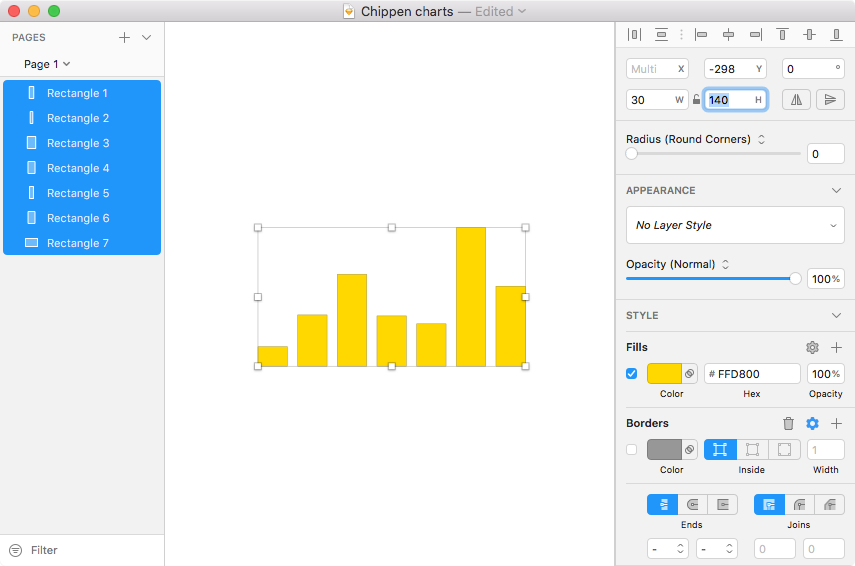 Chippen charts — Edited
PAGES
Page 1
Rectangle 1
Rectangle 2
Rectangle 3
Rectangle 4
Rectangle 5
Rectangle 6
Rectangle 7
Filter
Multi X -298 Y 0 °
30 W 140 H
Radius (Round Corners)
0
APPEARANCE
No Layer Style
Opacity (Normal)
100%
STYLE
Fills
# FFD800 100%
Color Hex Opacity
Borders
1
Color Inside Width
Ends Joins
- - 0 0